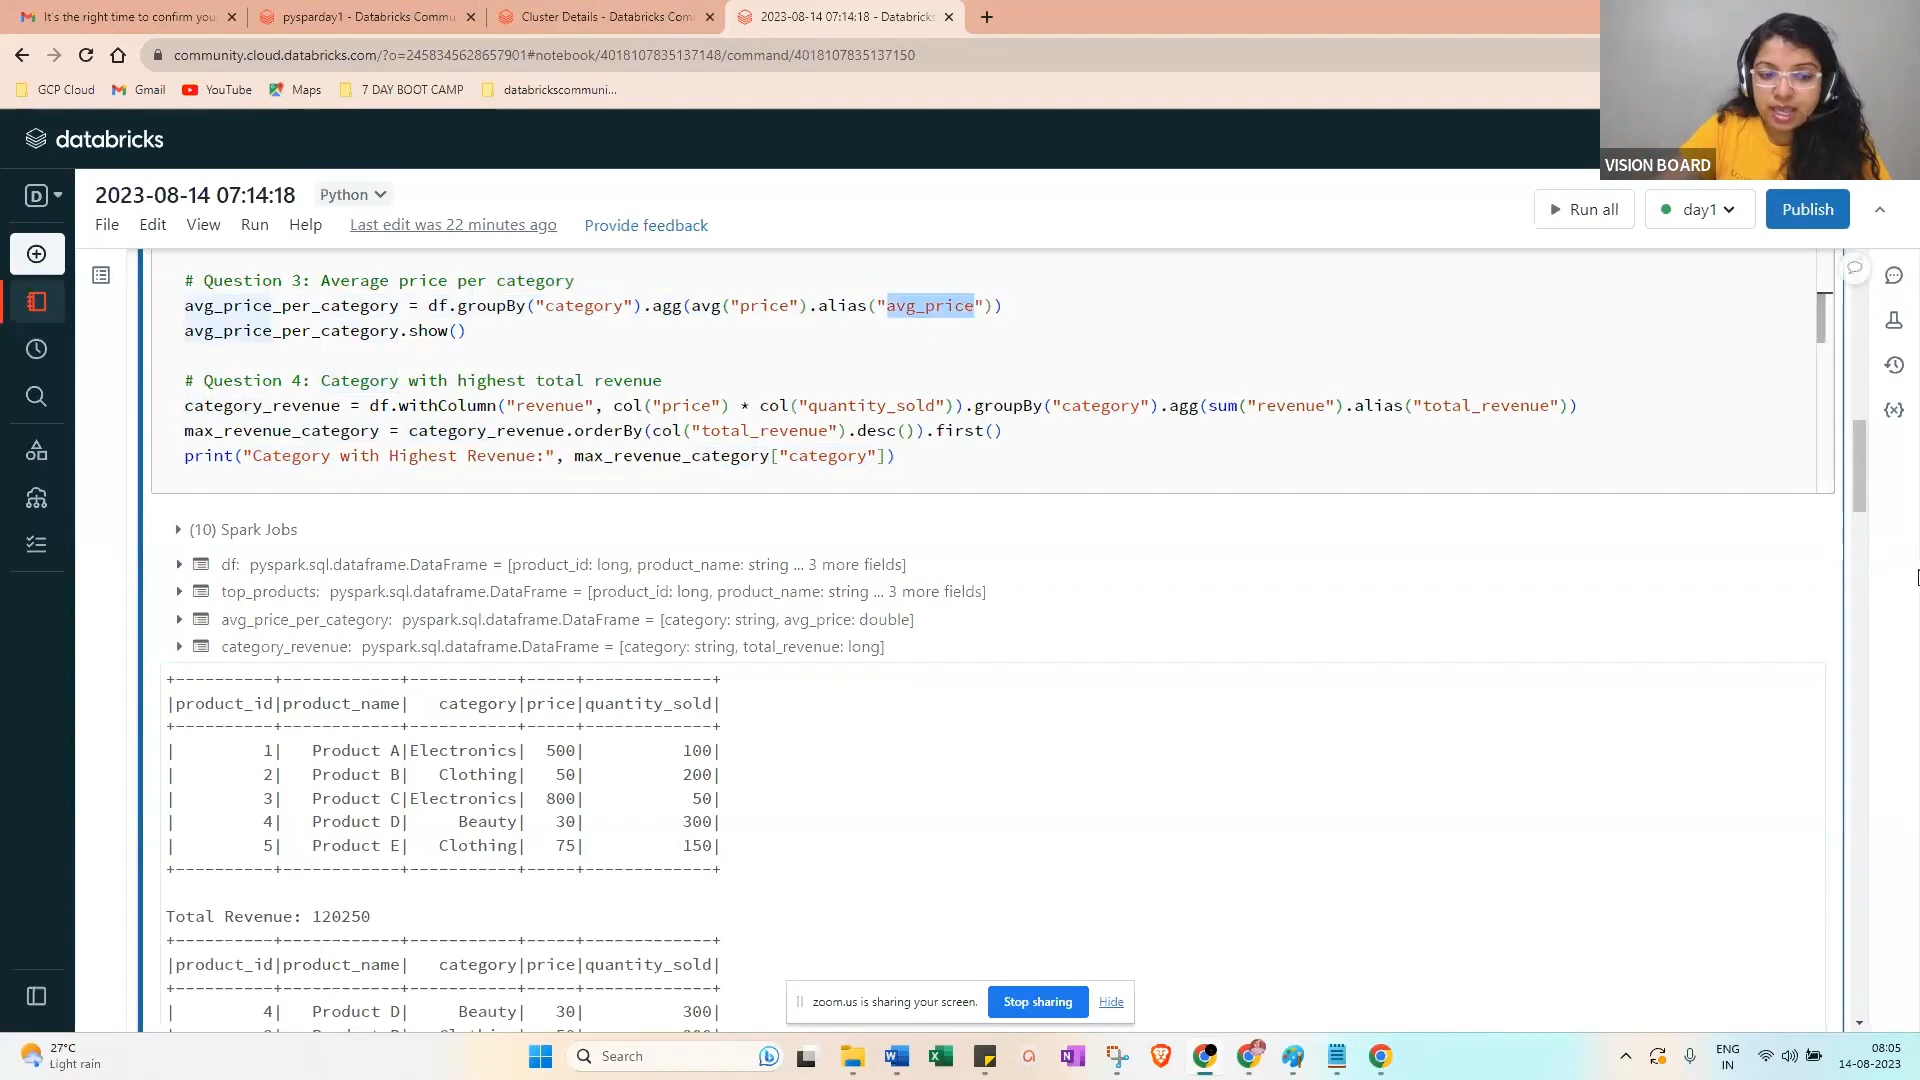 It's the right time to confirm your
pysparday1 - Databricks Commu
Cluster Details - Databricks Com
2023-08-14 07:14:18 - Databricks
community.cloud.databricks.com/?o=2458345628657901#notebook/4018107835137148/command/4018107835137150
GCP Cloud
Gmail
YouTube
Maps
7 DAY BOOT CAMP
databrickscommuni...
databricks
VISION BOARD
D
2023-08-14 07:14:18
Python
File
Edit
View
Run
Help
Last edit was 22 minutes ago
Provide feedback
Run all
day1
Publish
# Question 3: Average price per category
avg_price_per_category = df.groupBy("category").agg(avg("price").alias("avg_price"))
avg_price_per_category.show()
# Question 4: Category with highest total revenue
category_revenue = df.withColumn("revenue", col("price") * col("quantity_sold")).groupBy("category").agg(sum("revenue").alias("total_revenue"))
max_revenue_category = category_revenue.orderBy(col("total_revenue").desc()).first()
print("Category with Highest Revenue:", max_revenue_category["category"])
(10) Spark Jobs
df: pyspark.sql.dataframe.DataFrame = [product_id: long, product_name: string ... 3 more fields]
top_products: pyspark.sql.dataframe.DataFrame = [product_id: long, product_name: string ... 3 more fields]
avg_price_per_category: pyspark.sql.dataframe.DataFrame = [category: string, avg_price: double]
category_revenue: pyspark.sql.dataframe.DataFrame = [category: string, total_revenue: long]
+----------+------------+-----------+-----+-------------+
|product_id|product_name|   category|price|quantity_sold|
+----------+------------+-----------+-----+-------------+
|         1|   Product A|Electronics|  500|          100|
|         2|   Product B|   Clothing|   50|          200|
|         3|   Product C|Electronics|  800|           50|
|         4|   Product D|     Beauty|   30|          300|
|         5|   Product E|   Clothing|   75|          150|
+----------+------------+-----------+-----+-------------+
Total Revenue: 120250
+----------+------------+-----------+-----+-------------+
|product_id|product_name|   category|price|quantity_sold|
+----------+------------+-----------+-----+-------------+
|         4|   Product D|     Beauty|   30|          300|
zoom.us is sharing your screen.
Stop sharing
Hide
27°C
Light rain
Search
ENG
IN
08:05
14-08-2023